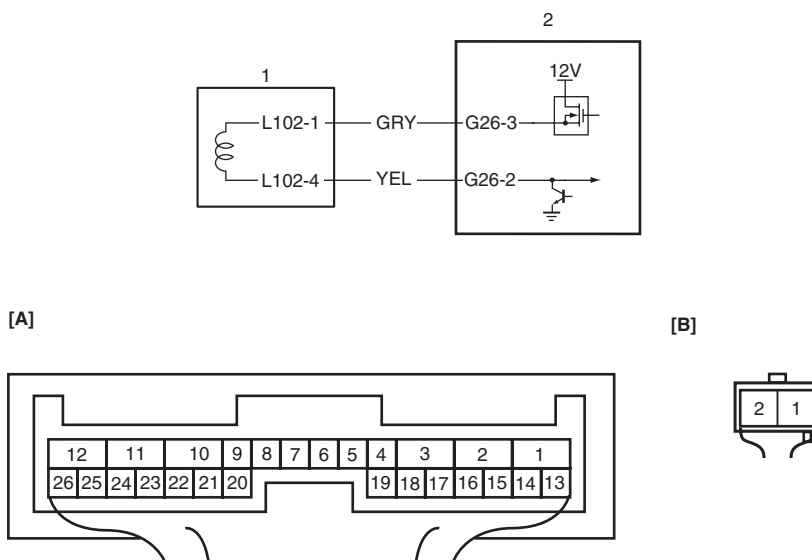 2
1
12V
L102-1 GRY G26-3
L102-4 YEL G26-2
[A]
[B]
2 1
12 11 10 9 8 7 6 5 4 3 2 1
26 25 24 23 22 21 20 19 18 17 16 15 14 13